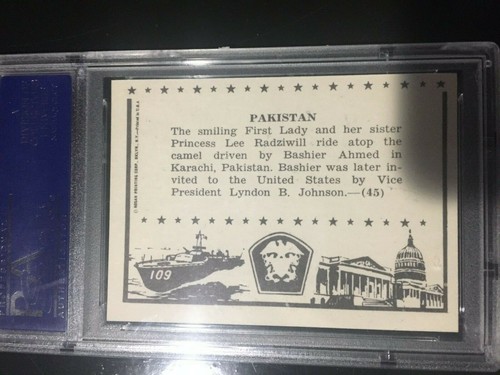 PAKISTAN
The smiling First Lady and her sister
Princess Lee Radziwill ride atop the
camel driven by Bashier Ahmed in
Karachi, Pakistan. Bashier was later in-
vited to the United States by Vice
President Lyndon B. Johnson.—(45)
109
PSA